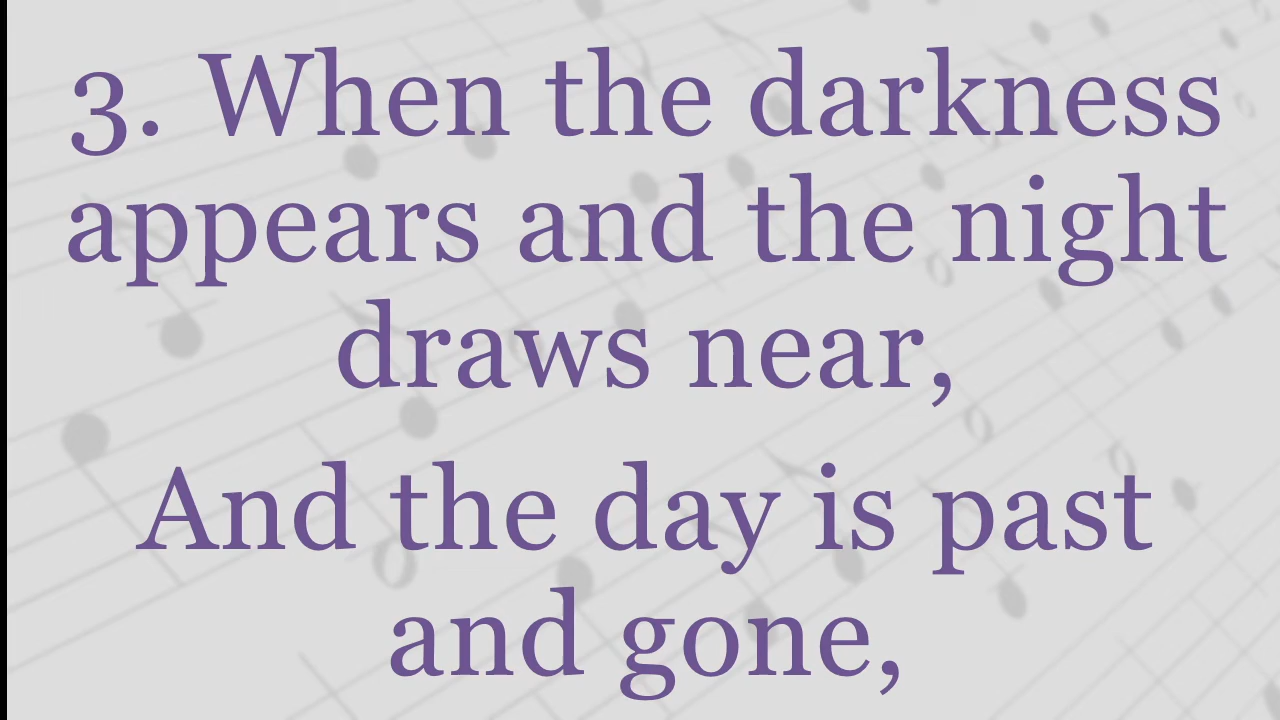 3. When the darkness
appears and the night
draws near,
And the day is past
and gone,